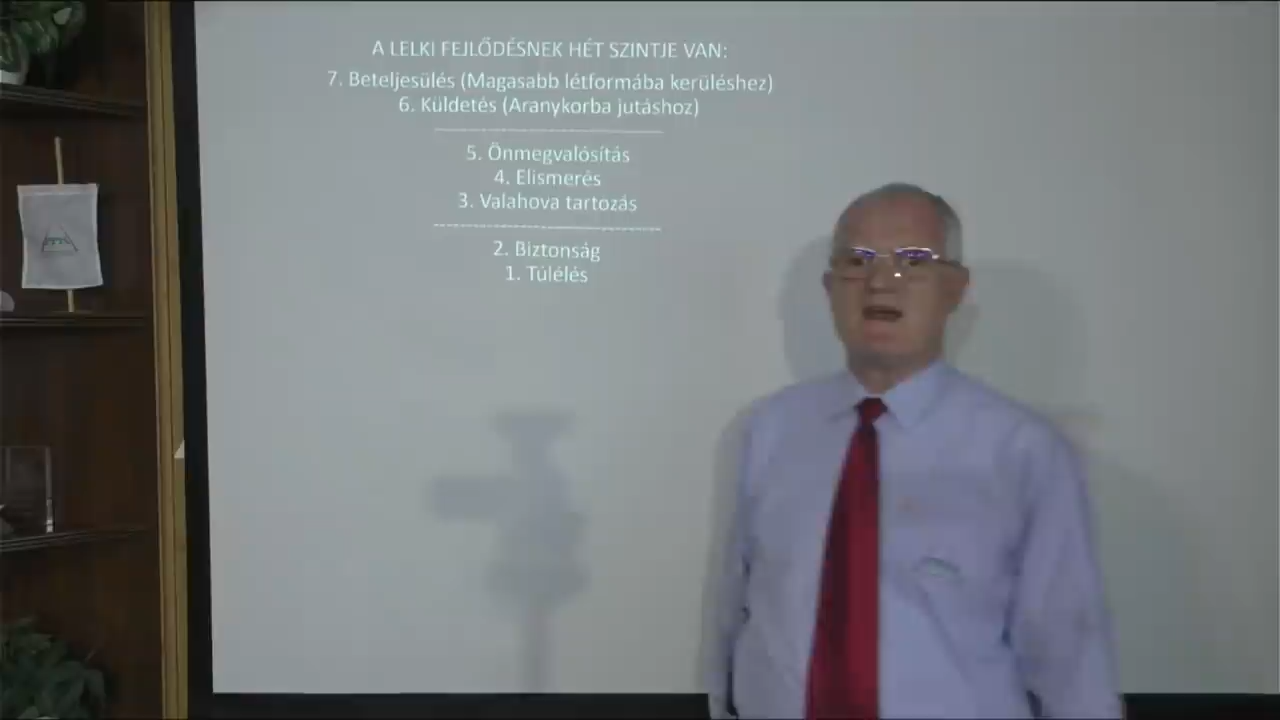 A LELKI FEJLŐDÉSNEK HÉT SZINTJE VAN:
7. Beteljesülés (Magasabb létformába kerüléshez)
6. Küldetés (Aranykorba jutáshoz)
5. Önmegvalósítás
4. Elismerés
3. Valahova tartozás
2. Biztonság
1. Túlélés